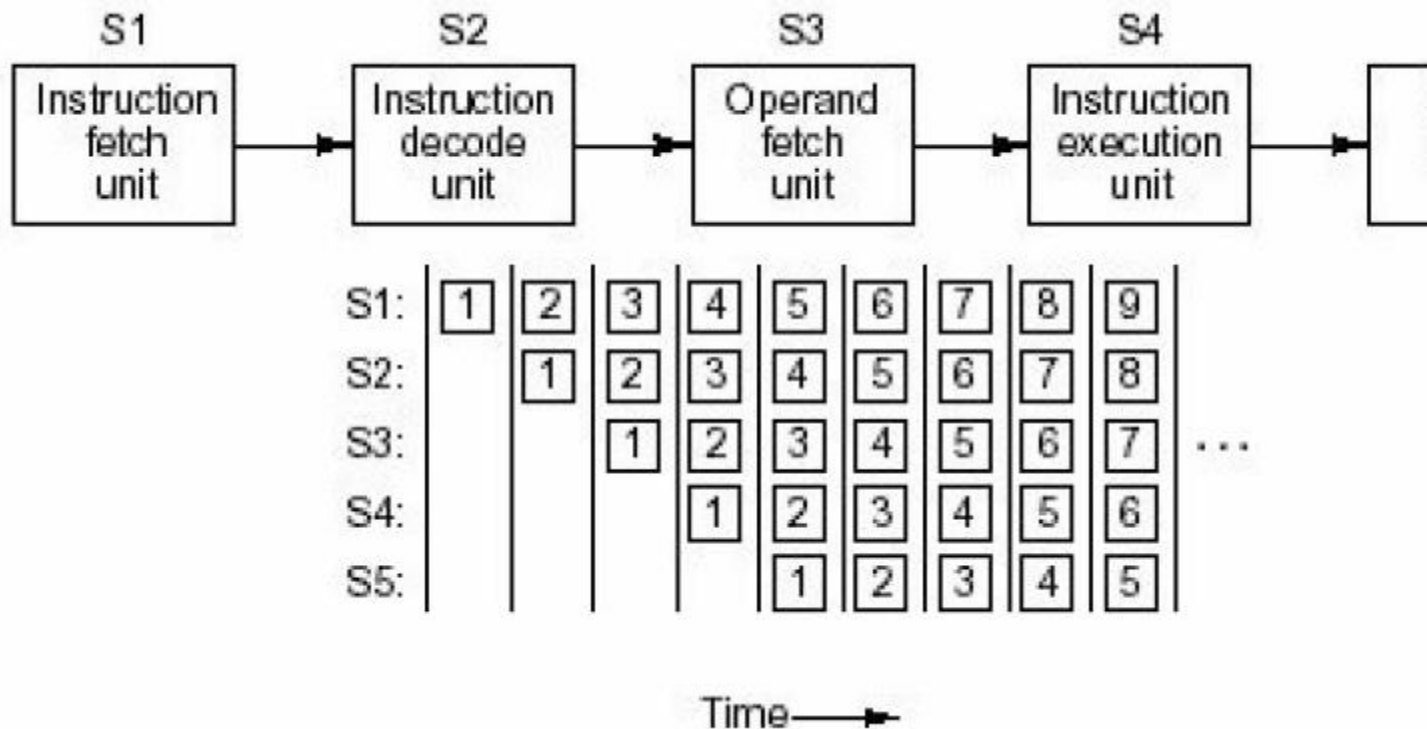 S1 S2 S3 S4
Instruction fetch unit
Instruction decode unit
Operand fetch unit
Instruction execution unit
S1: 1 2 3 4 5 6 7 8 9
S2: 1 2 3 4 5 6 7 8
S3: 1 2 3 4 5 6 7 ...
S4: 1 2 3 4 5 6
S5: 1 2 3 4 5
Time